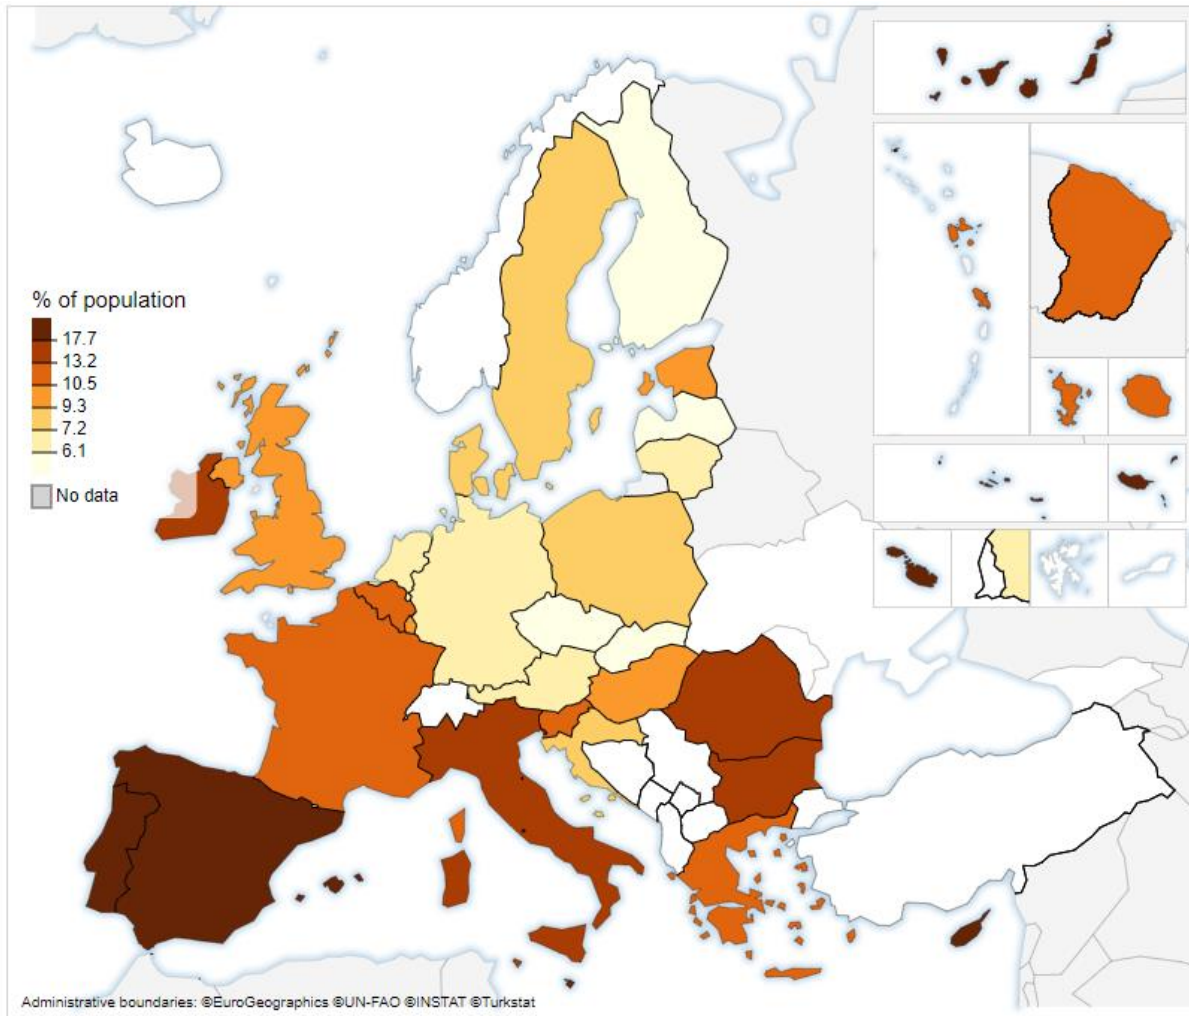 % of population
17.7
13.2
10.5
9.3
7.2
6.1
No data
Administrative boundaries: ©EuroGeographics ©UN-FAO ©INSTAT ©Turkstat